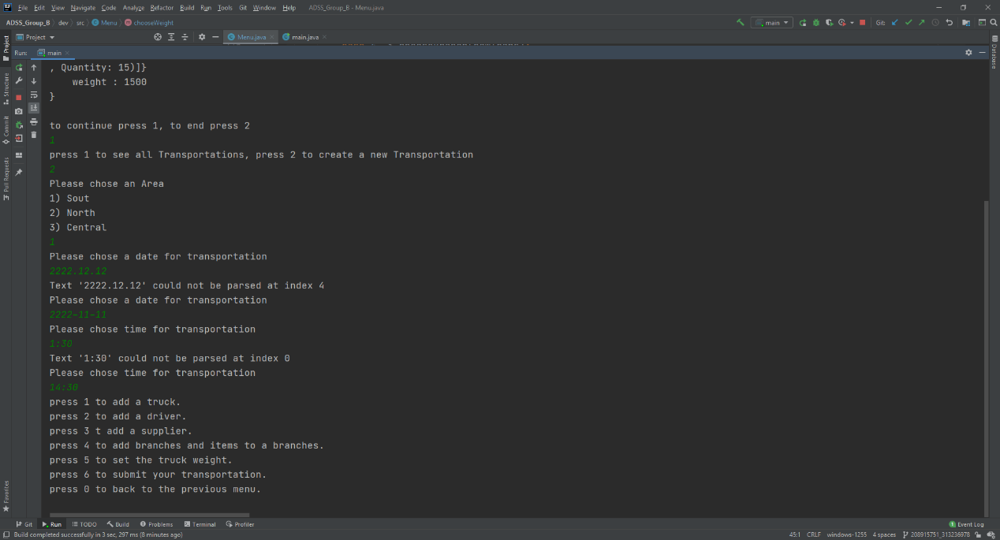 File Edit View Navigate Code Analyze Refactor Build Run Tools Git Window Help ADSS_Group_B - Menu.java
ADSS_Group_B dev src Menu chooseWeight main Git:
Project Menu.java main.java
Run: main
, Quantity: 15)]}
weight : 1500
}
to continue press 1, to end press 2
1
press 1 to see all Transportations, press 2 to create a new Transportation
2
Please chose an Area
1) Sout
2) North
3) Central
1
Please chose a date for transportation
2222.12.12
Text '2222.12.12' could not be parsed at index 4
Please chose a date for transportation
2222-11-11
Please chose time for transportation
1:30
Text '1:30' could not be parsed at index 0
Please chose time for transportation
14:30
press 1 to add a truck.
press 2 to add a driver.
press 3 t add a supplier.
press 4 to add branches and items to a branches.
press 5 to set the truck weight.
press 6 to submit your transportation.
press 0 to back to the previous menu.
Project
Structure
Commit
Pull Requests
Favorites
Database
Git Run TODO Build Problems Terminal Profiler 1 Event Log
Build completed successfully in 3 sec, 297 ms (8 minutes ago) 45:1 CRLF windows-1255 4 spaces 208915751_313236978